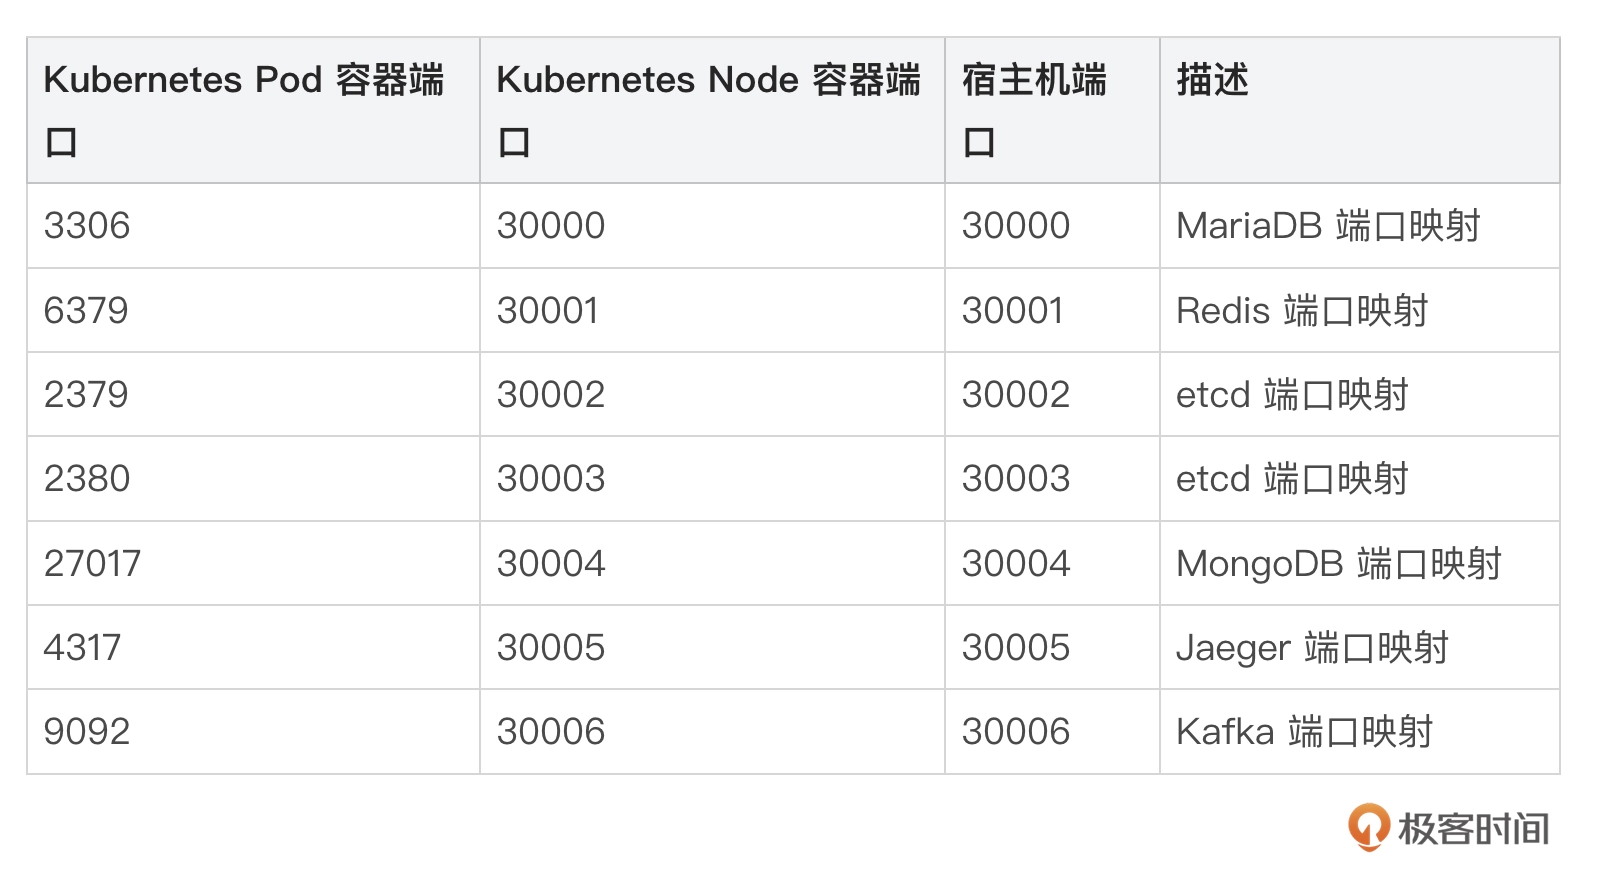 Kubernetes Pod 容器端口 Kubernetes Node 容器端口 宿主机端口 描述
3306 30000 30000 MariaDB 端口映射
6379 30001 30001 Redis 端口映射
2379 30002 30002 etcd 端口映射
2380 30003 30003 etcd 端口映射
27017 30004 30004 MongoDB 端口映射
4317 30005 30005 Jaeger 端口映射
9092 30006 30006 Kafka 端口映射
极客时间